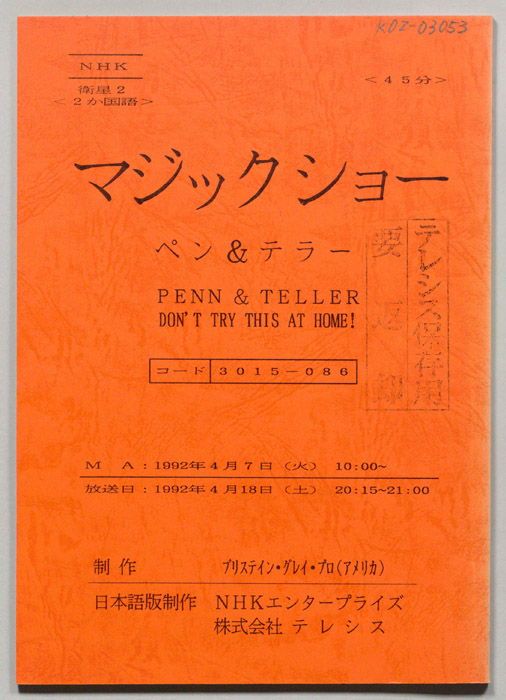 KOZ-03053
NHK
衛星2
<2か国語>
<45分>
マジックショー
ペン&テラー
PENN & TELLER
DON'T TRY THIS AT HOME!
テレシス保存用
要返却
コード 3015-086
MA:1992年4月7日(火) 10:00~
放送日:1992年4月18日(土) 20:15~21:00
制作 ブリステイン・グレイ・プロ(アメリカ)
日本語版制作 NHKエンタープライズ
株式会社テレシス